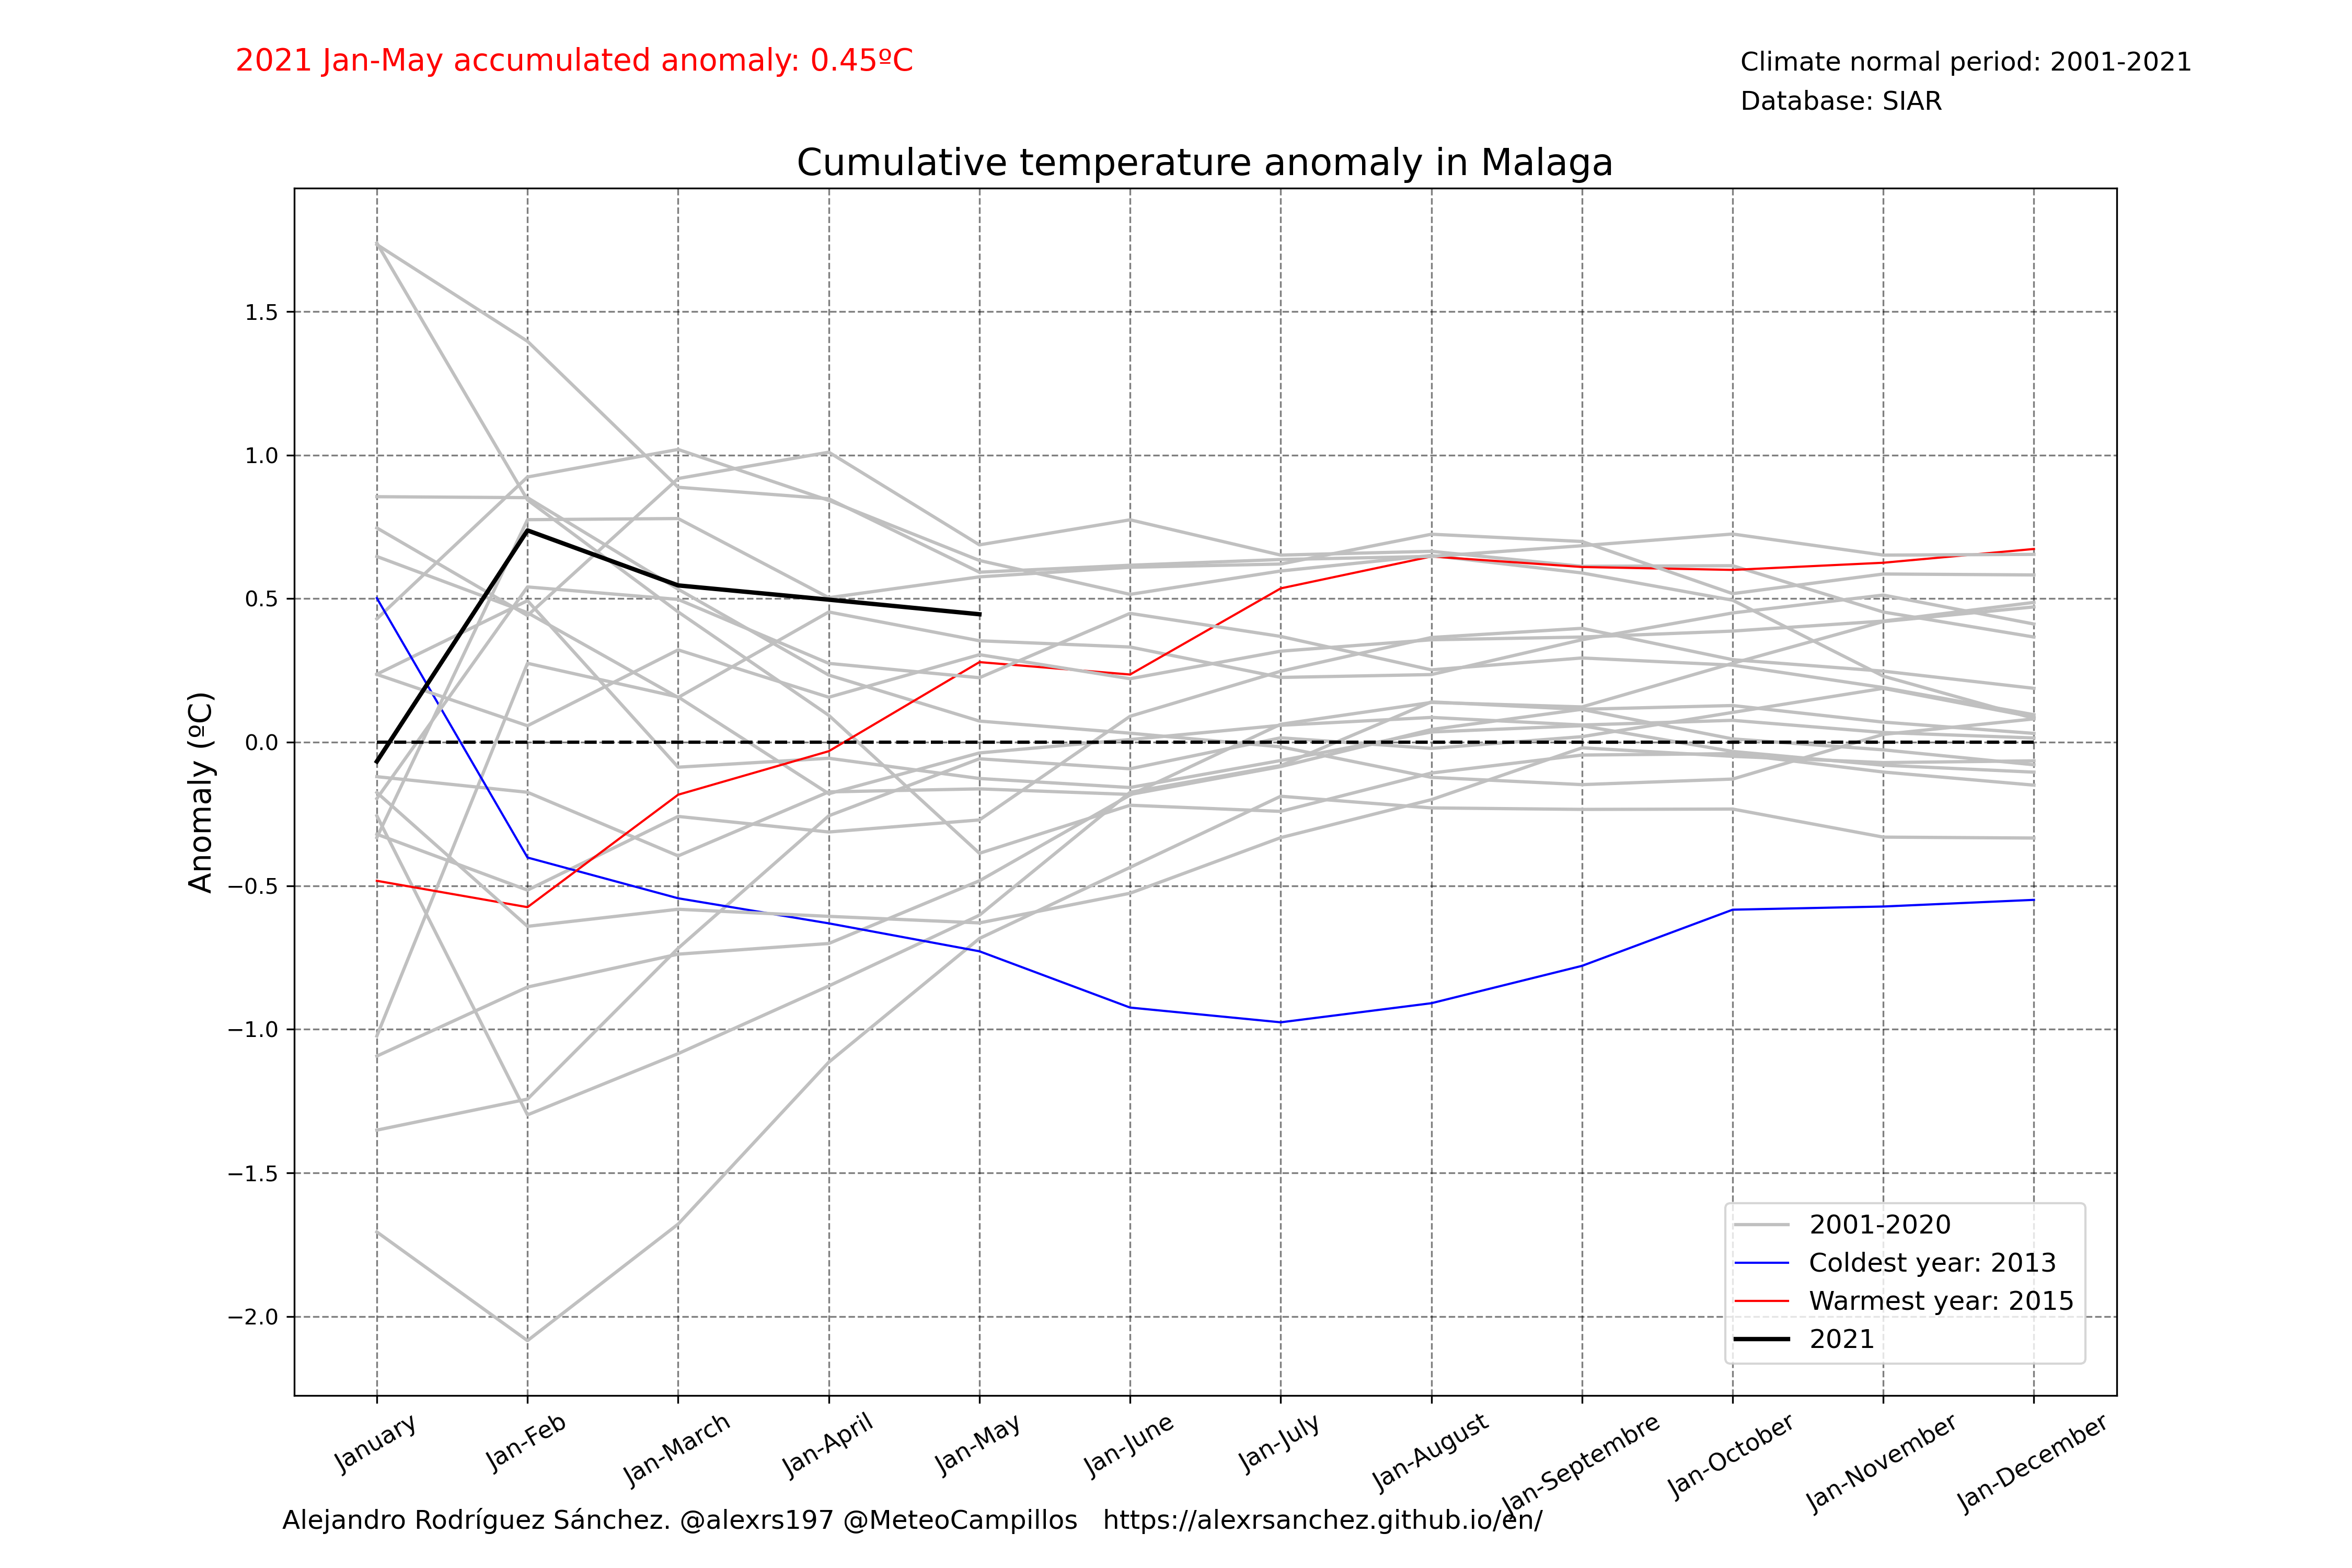 2021 Jan-May accumulated anomaly: 0.45ºC
Climate normal period: 2001-2021
Database: SIAR
Cumulative temperature anomaly in Malaga
Anomaly (ºC)
1.5
1.0
0.5
0.0
−0.5
−1.0
−1.5
−2.0
2001-2020
Coldest year: 2013
Warmest year: 2015
2021
January
Jan-Feb
Jan-March
Jan-April
Jan-May
Jan-June
Jan-July
Jan-August
Jan-Septembre
Jan-October
Jan-November
Jan-December
Alejandro Rodríguez Sánchez. @alexrs197 @MeteoCampillos   https://alexrsanchez.github.io/en/